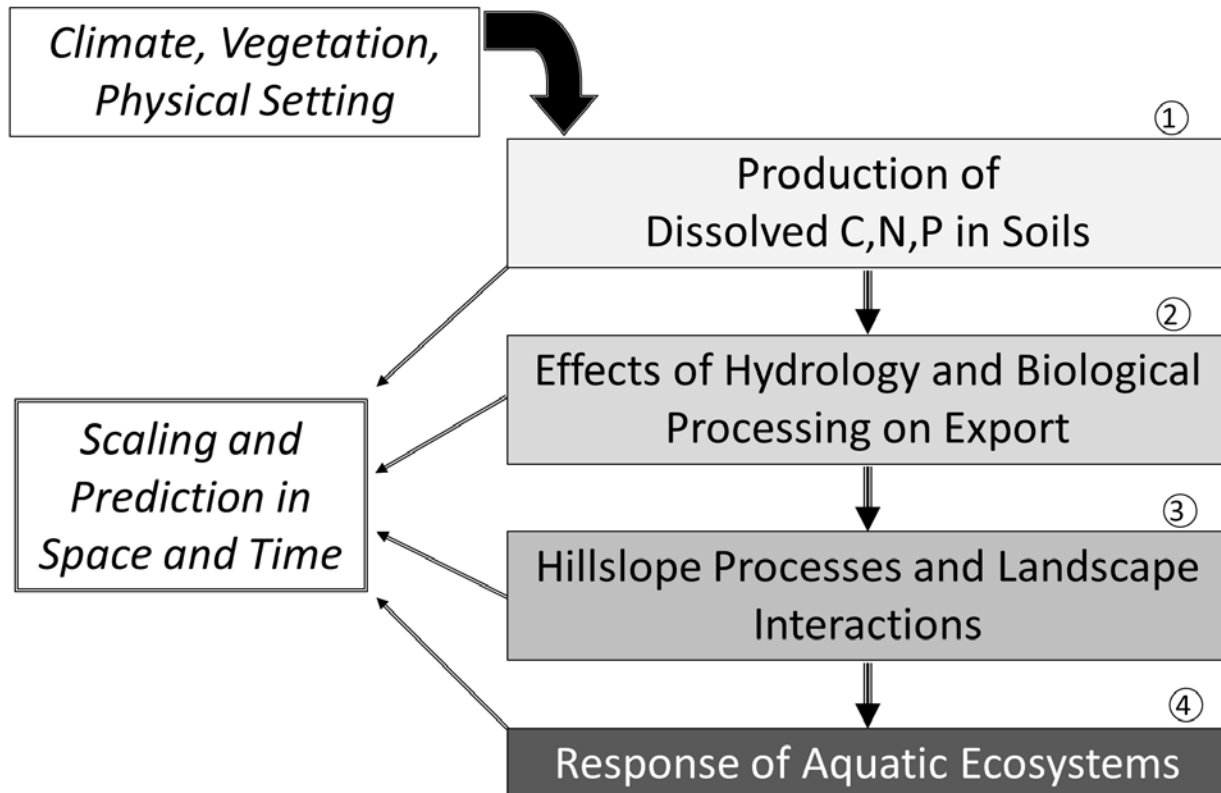 Climate, Vegetation,
Physical Setting
①
Production of
Dissolved C,N,P in Soils
②
Effects of Hydrology and Biological
Processing on Export
Scaling and
Prediction in
Space and Time
③
Hillslope Processes and Landscape
Interactions
④
Response of Aquatic Ecosystems